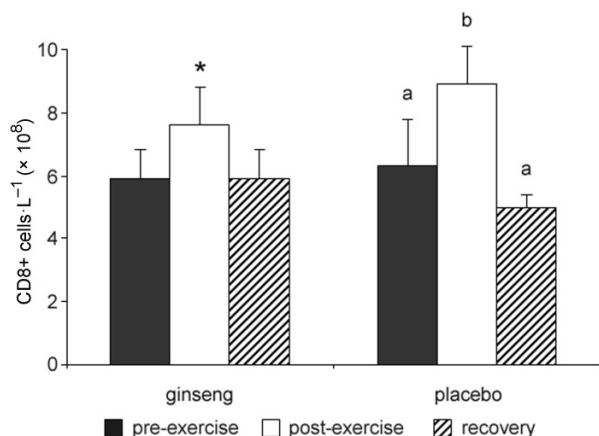 10
8
6
4
2
0
CD8+ cells·L⁻¹ (× 10⁸)
*
a
b
a
ginseng
placebo
pre-exercise
post-exercise
recovery